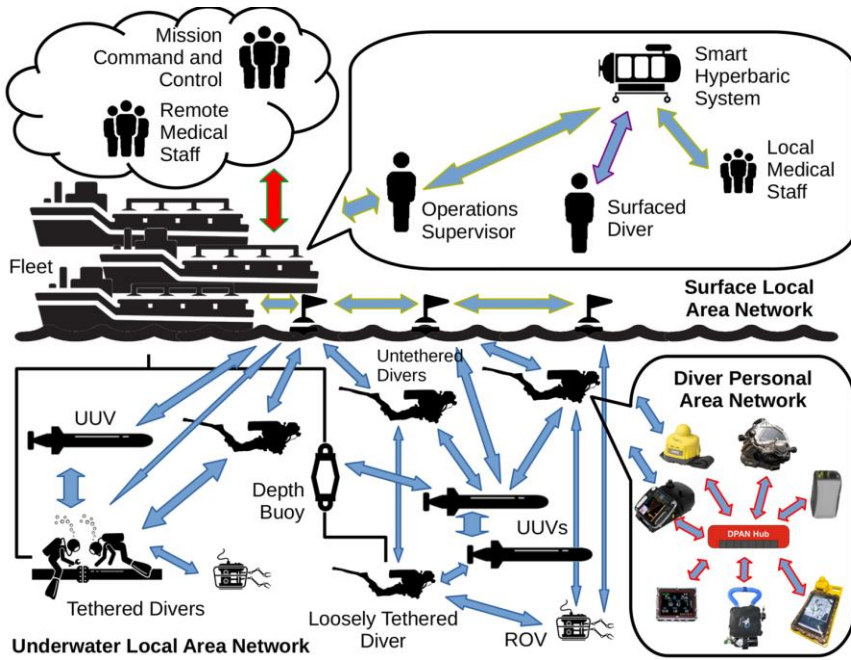 Mission
Command and
Control
Remote
Medical
Staff
Smart
Hyperbaric
System
Local
Medical
Staff
Operations
Supervisor
Surfaced
Diver
Fleet
Surface Local
Area Network
Untethered
Divers
Diver Personal
Area Network
UUV
Depth
Buoy
UUVs
DPAN Hub
Tethered Divers
Loosely Tethered
Diver
ROV
Underwater Local Area Network